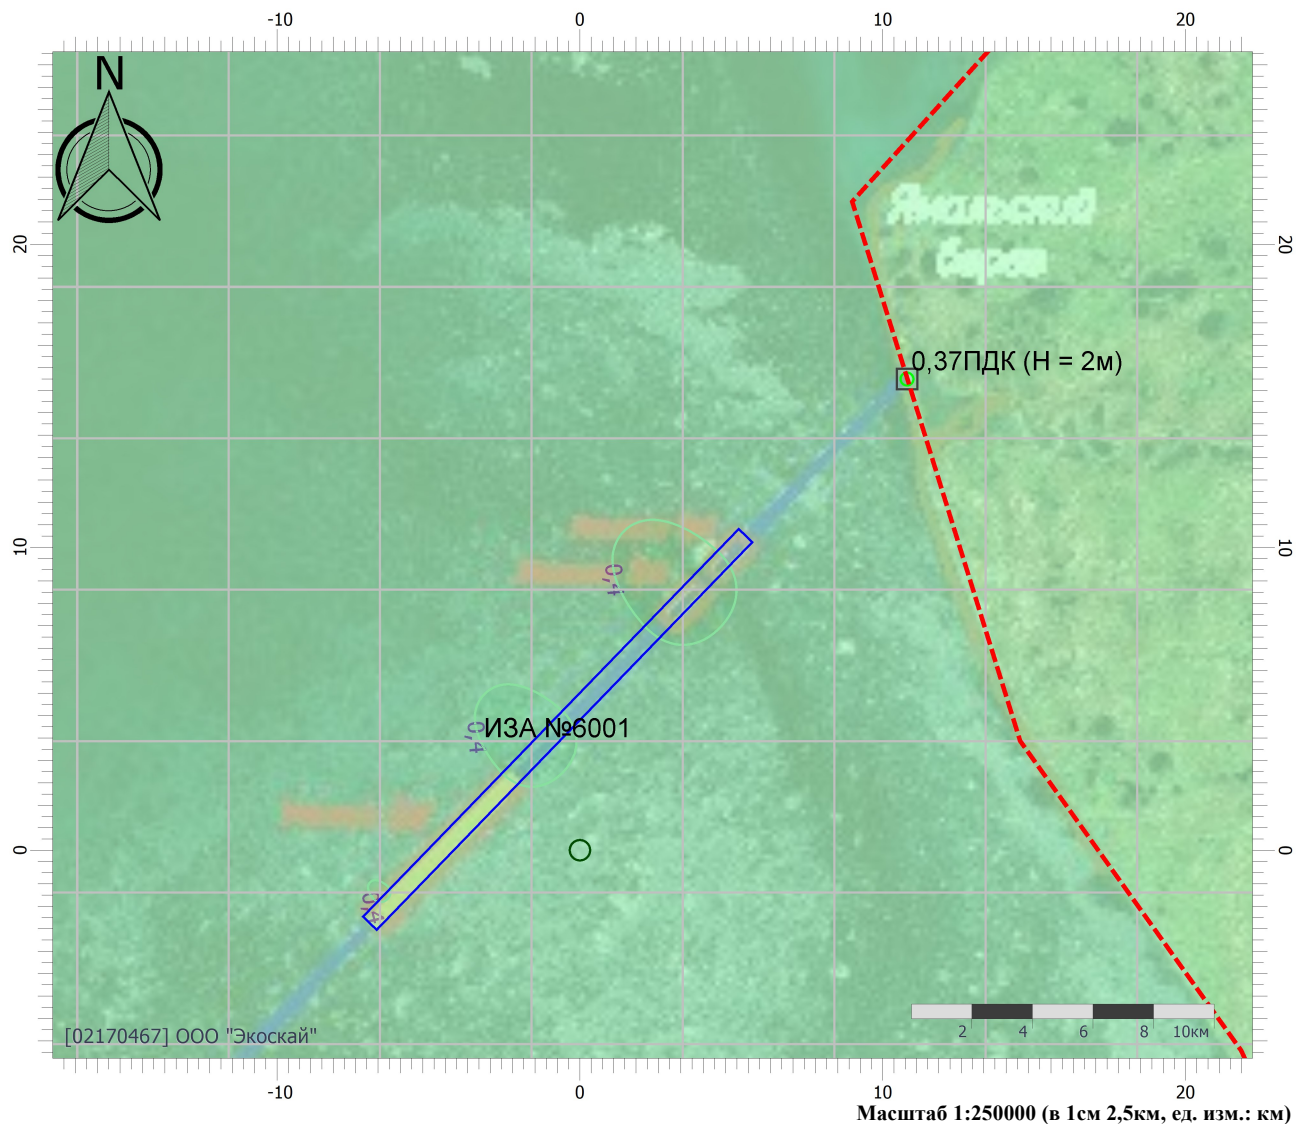 -10 0 10 20
N
Ямальский
берег
20 20
0,37ПДК (Н = 2м)
10 10
0,4
0,4
ИЗА №6001
0 0
0,4
2 4 6 8 10км
[02170467] ООО "Экоскай"
-10 0 10 20
Масштаб 1:250000 (в 1см 2,5км, ед. изм.: км)